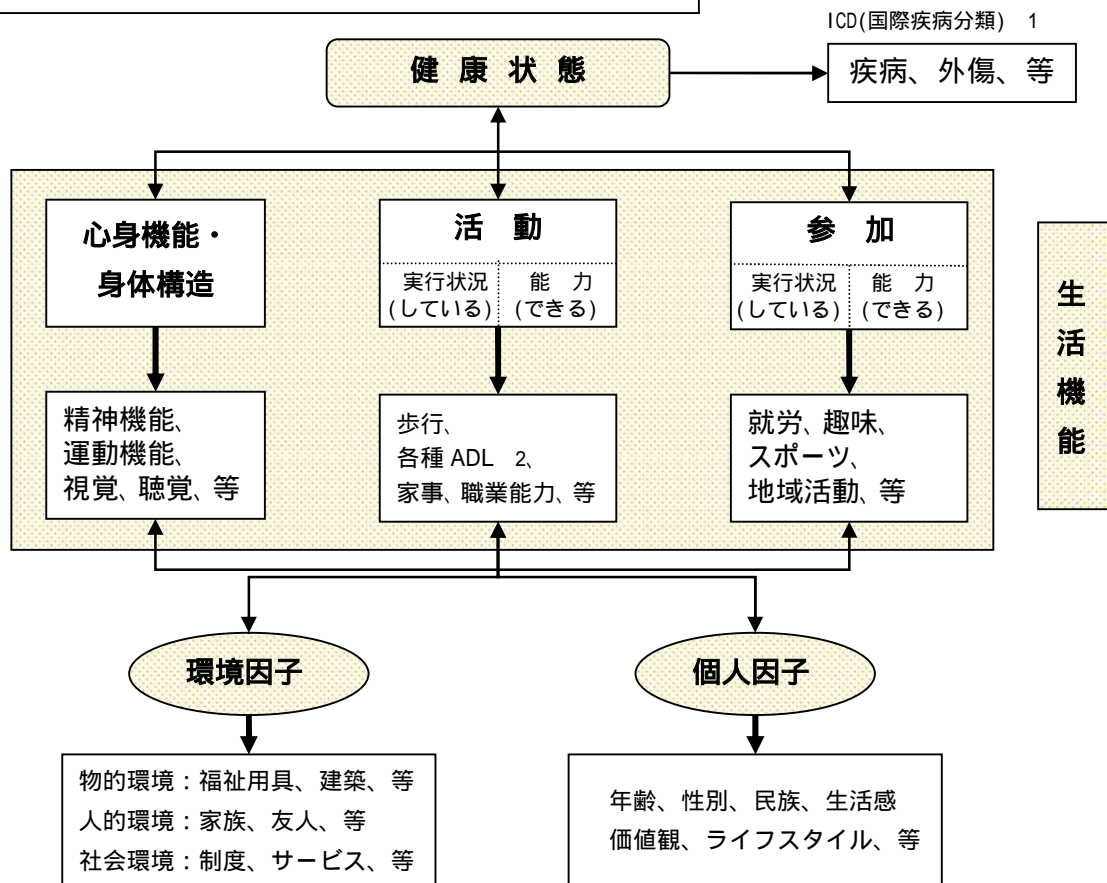 ICD(国際疾病分類) 1
健康状態
疾病、外傷、等
心身機能・
身体構造
活 動
実行状況
(している)
能 力
(できる)
参 加
実行状況
(している)
能 力
(できる)
生
活
機
能
精神機能、
運動機能、
視覚、聴覚、等
歩行、
各種 ADL 2、
家事、職業能力、等
就労、趣味、
スポーツ、
地域活動、等
環境因子
個人因子
物的環境：福祉用具、建築、等
人的環境：家族、友人、等
社会環境：制度、サービス、等
年齢、性別、民族、生活感
価値観、ライフスタイル、等